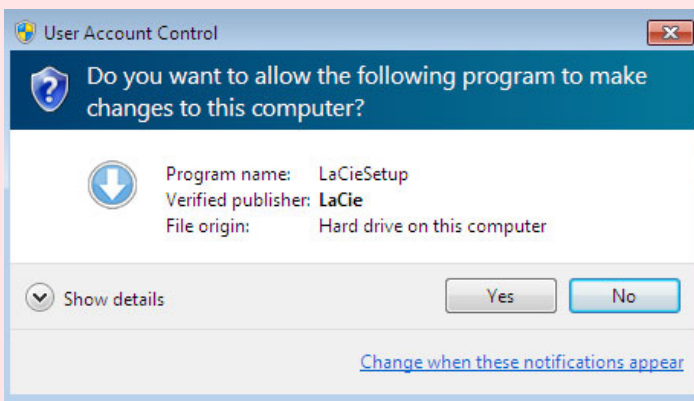 User Account Control
Do you want to allow the following program to make
changes to this computer?
Program name: LaCieSetup
Verified publisher: LaCie
File origin: Hard drive on this computer
Show details
Yes
No
Change when these notifications appear